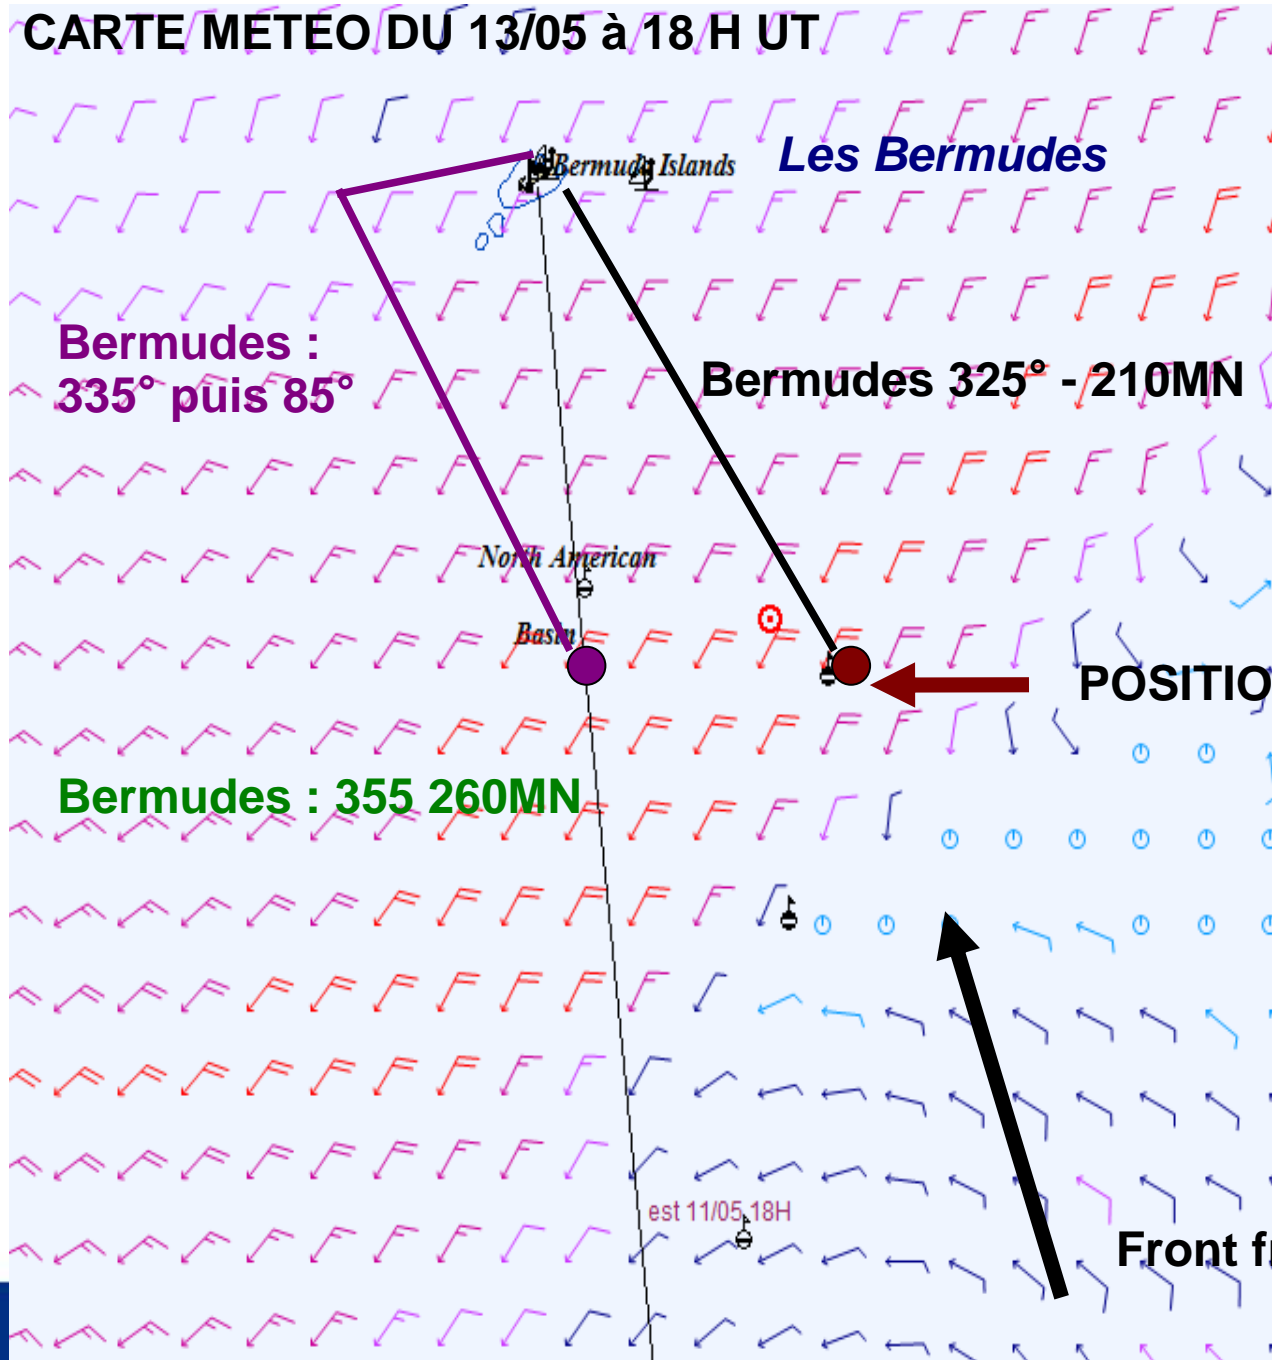 CARTE METEO DU 13/05 à 18 H UT
Les Bermudes
Bermuda Islands
Bermudes :
335° puis 85°
Bermudes 325° - 210MN
North American
Basin
POSITIO
Bermudes : 355 260MN
est 11/05 18H
Front f